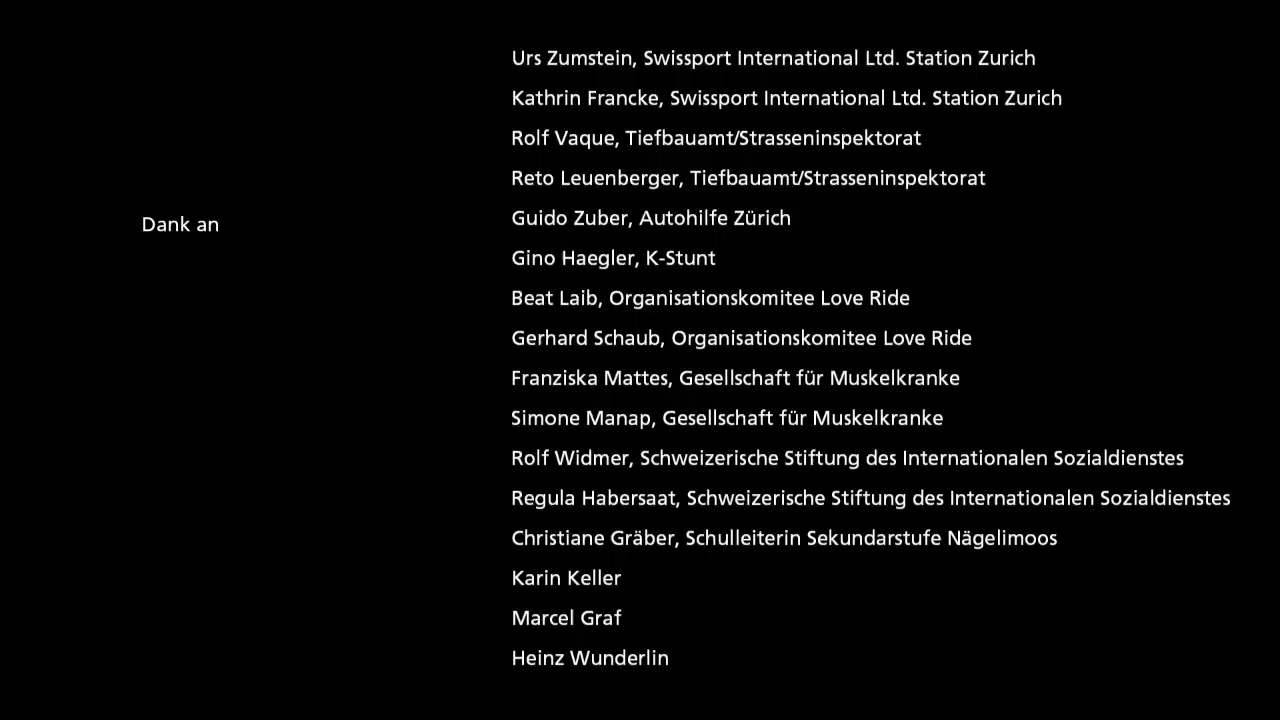 Dank an
Urs Zumstein, Swissport International Ltd. Station Zurich
Kathrin Francke, Swissport International Ltd. Station Zurich
Rolf Vaque, Tiefbauamt/Strasseninspektorat
Reto Leuenberger, Tiefbauamt/Strasseninspektorat
Guido Zuber, Autohilfe Zürich
Gino Haegler, K-Stunt
Beat Laib, Organisationskomitee Love Ride
Gerhard Schaub, Organisationskomitee Love Ride
Franziska Mattes, Gesellschaft für Muskelkranke
Simone Manap, Gesellschaft für Muskelkranke
Rolf Widmer, Schweizerische Stiftung des Internationalen Sozialdienstes
Regula Habersaat, Schweizerische Stiftung des Internationalen Sozialdienstes
Christiane Gräber, Schulleiterin Sekundarstufe Nägelimoos
Karin Keller
Marcel Graf
Heinz Wunderlin